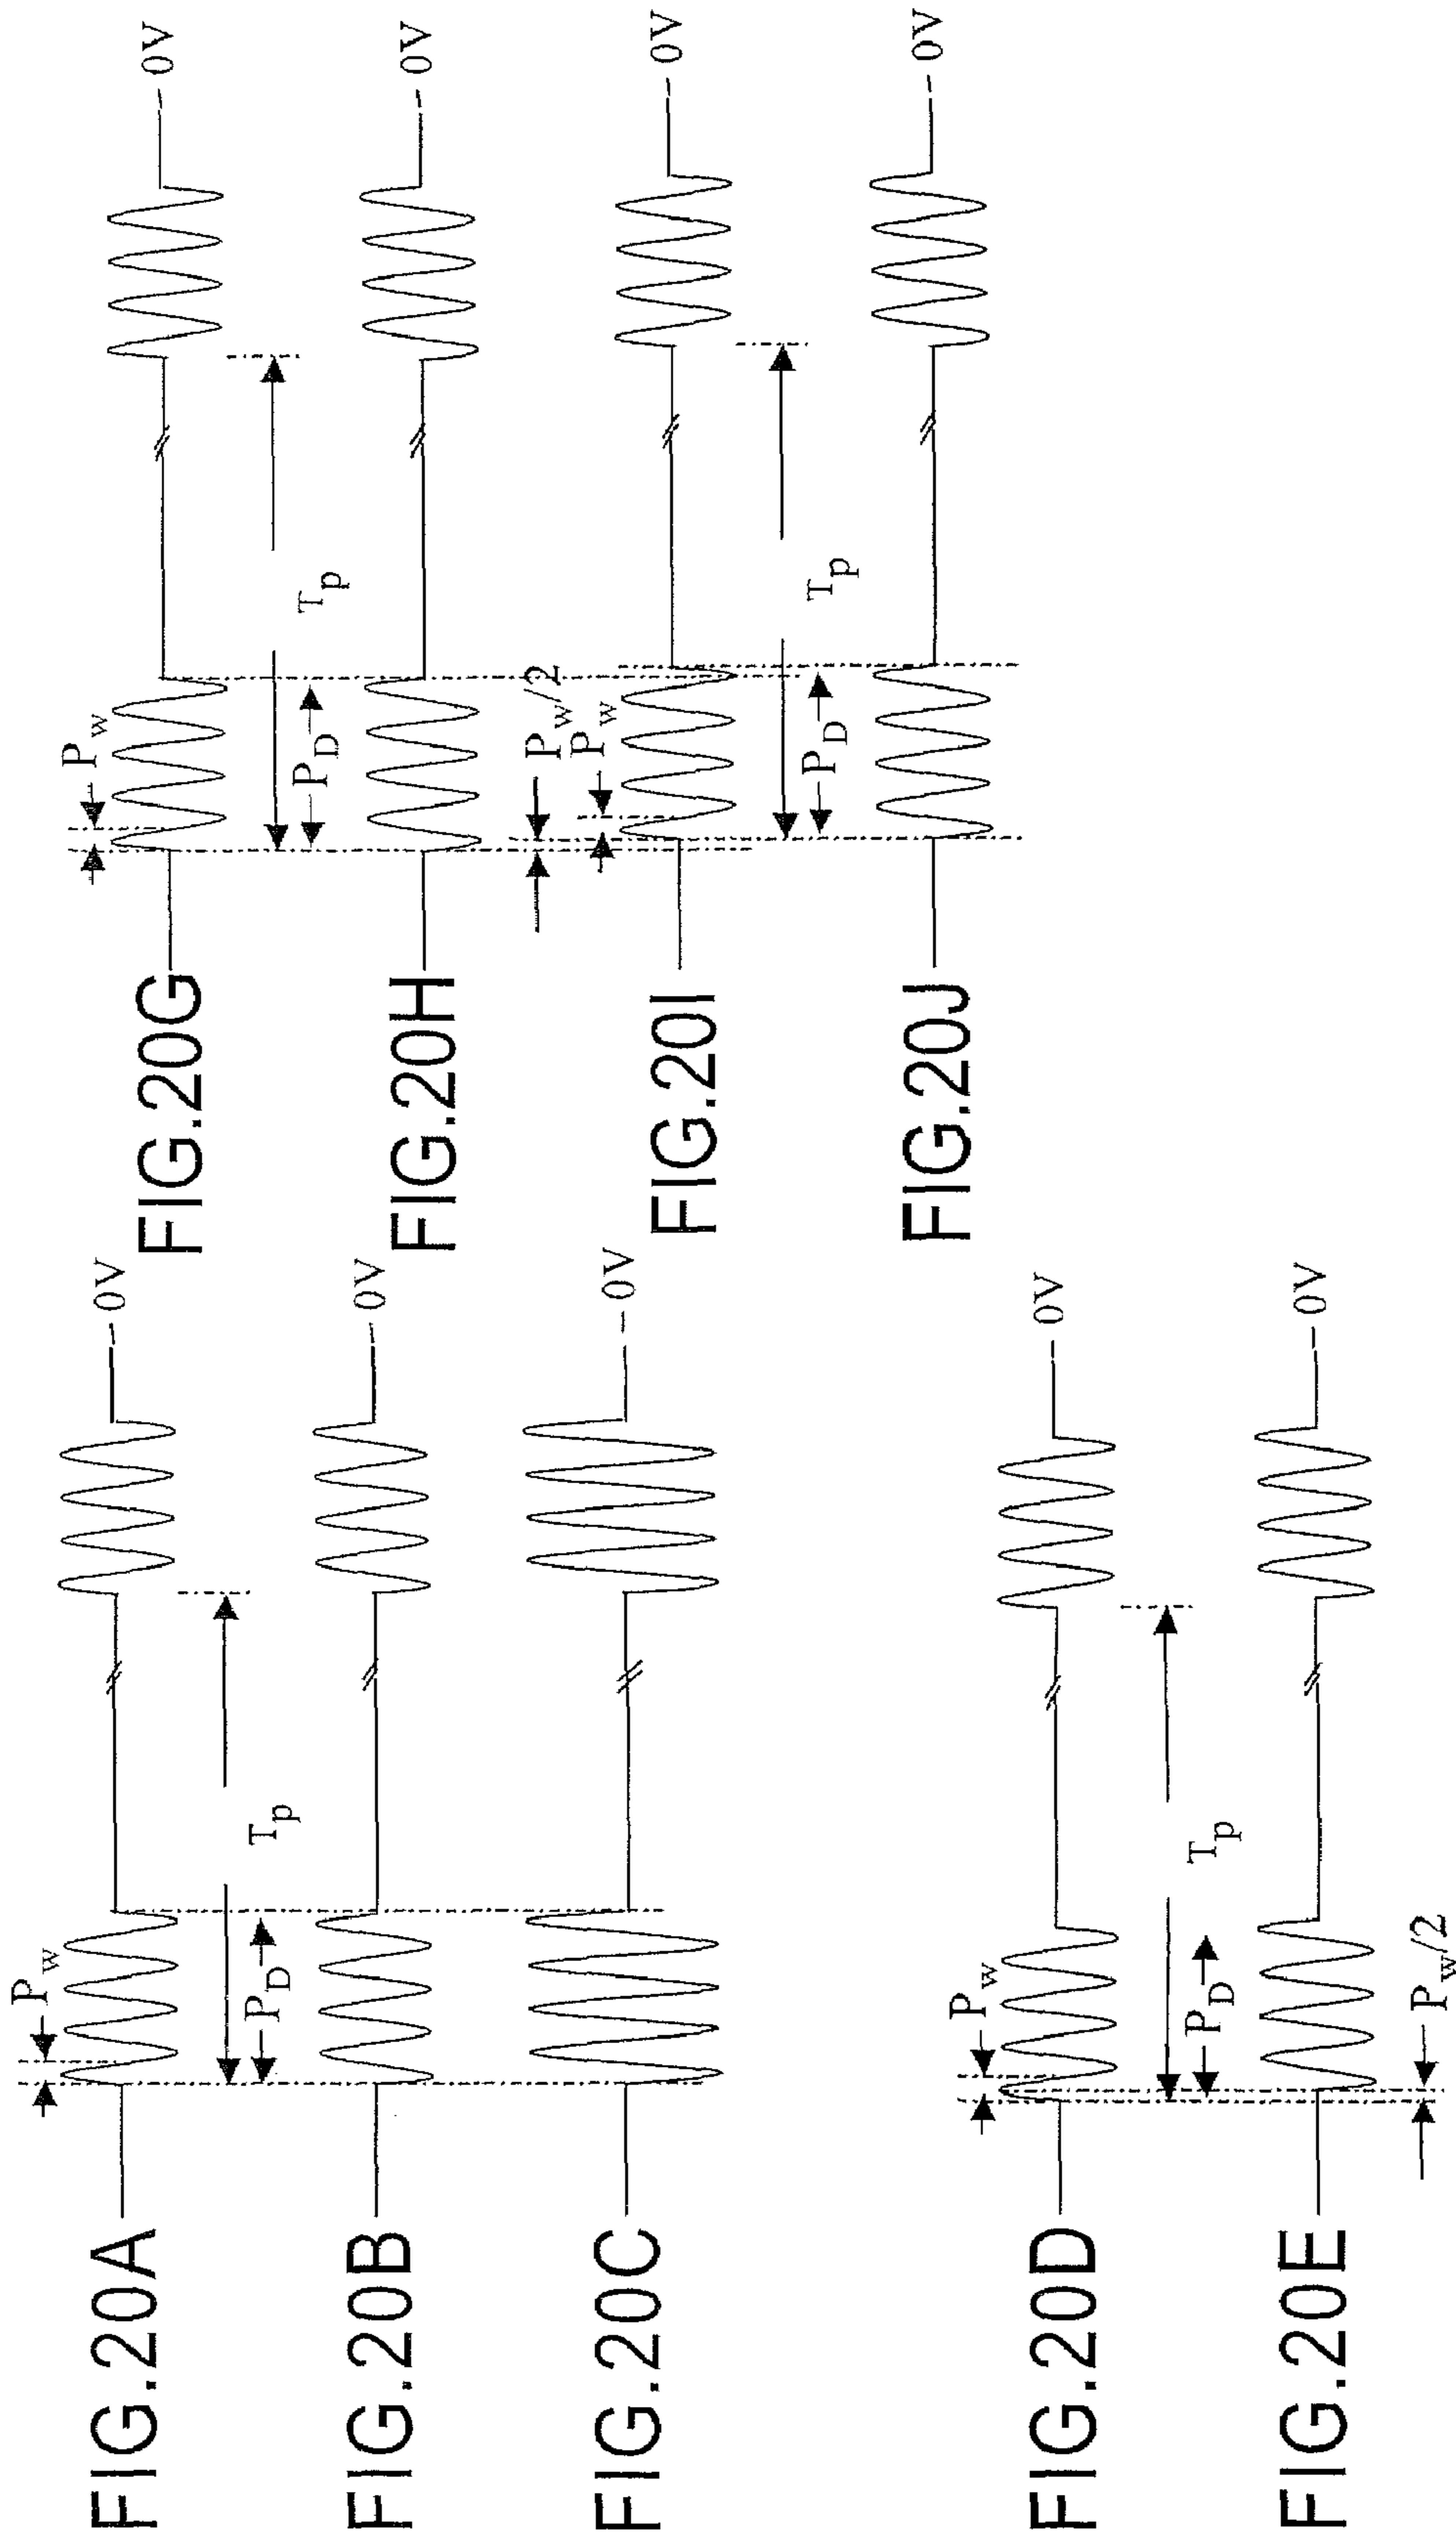 FIG.20A
P_w
P_D
T_p
0V
FIG.20B
0V
FIG.20C
0V
FIG.20D
P_w
P_D
T_p
0V
FIG.20E
P_w/2
0V
FIG.20G
P_w
P_D
T_p
0V
FIG.20H
0V
P_w/2
FIG.20I
P_w
P_D
T_p
0V
FIG.20J
0V